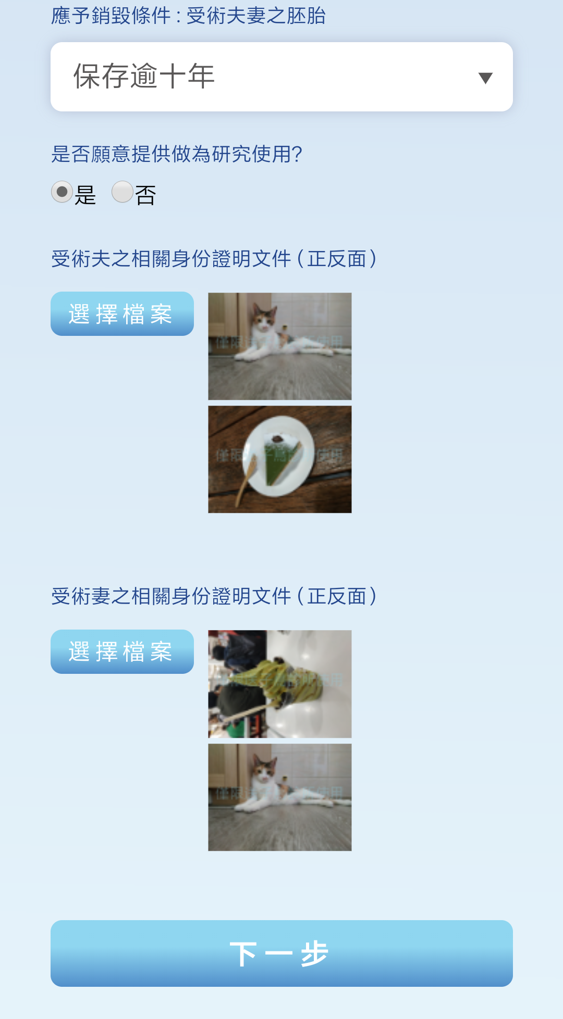 應予銷毀條件 : 受術夫妻之胚胎
保存逾十年
是否願意提供做為研究使用?
是 否
受術夫之相關身份證明文件 ( 正反面 )
選擇檔案
受術妻之相關身份證明文件 ( 正反面 )
選擇檔案
下一步